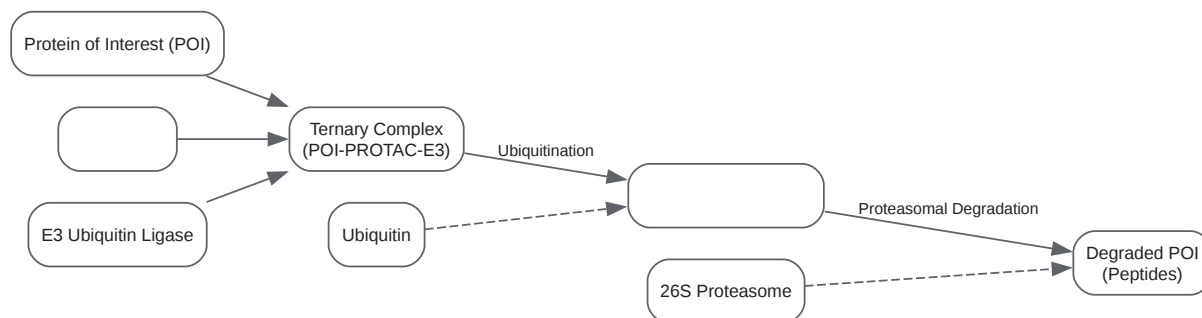 Protein of Interest (POI)
Ternary Complex
(POI-PROTAC-E3)
E3 Ubiquitin Ligase
Ubiquitination
Ubiquitin
Proteasomal Degradation
26S Proteasome
Degraded POI
(Peptides)